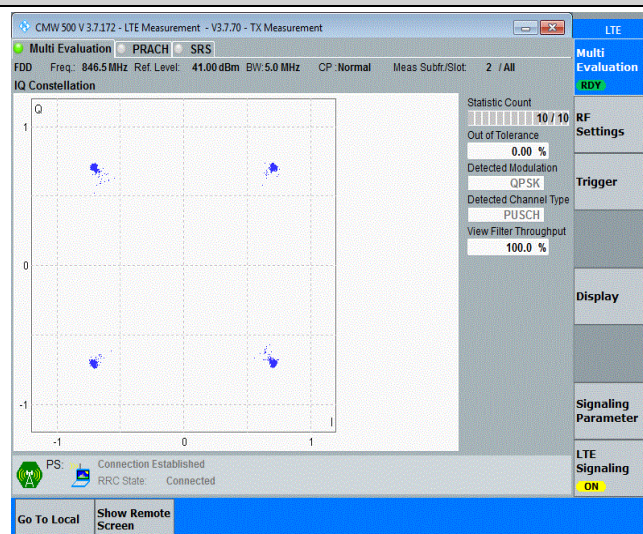 CMW 500 V 3.7.172 - LTE Measurement - V3.7.70 - TX Measurement
LTE
Multi Evaluation PRACH SRS
FDD Freq.: 846.5 MHz Ref. Level: 41.00 dBm BW: 5.0 MHz CP : Normal Meas Subfr./Slot: 2 / All
IQ Constellation
Q
1
0
-1
I
-1 0 1
Statistic Count
10 / 10
Out of Tolerance
0.00 %
Detected Modulation
QPSK
Detected Channel Type
PUSCH
View Filter Throughput
100.0 %
PS: Connection Established
RRC State: Connected
Multi
Evaluation
RDY
RF
Settings
Trigger
Display
Signaling
Parameter
LTE
Signaling
ON
Go To Local
Show Remote
Screen